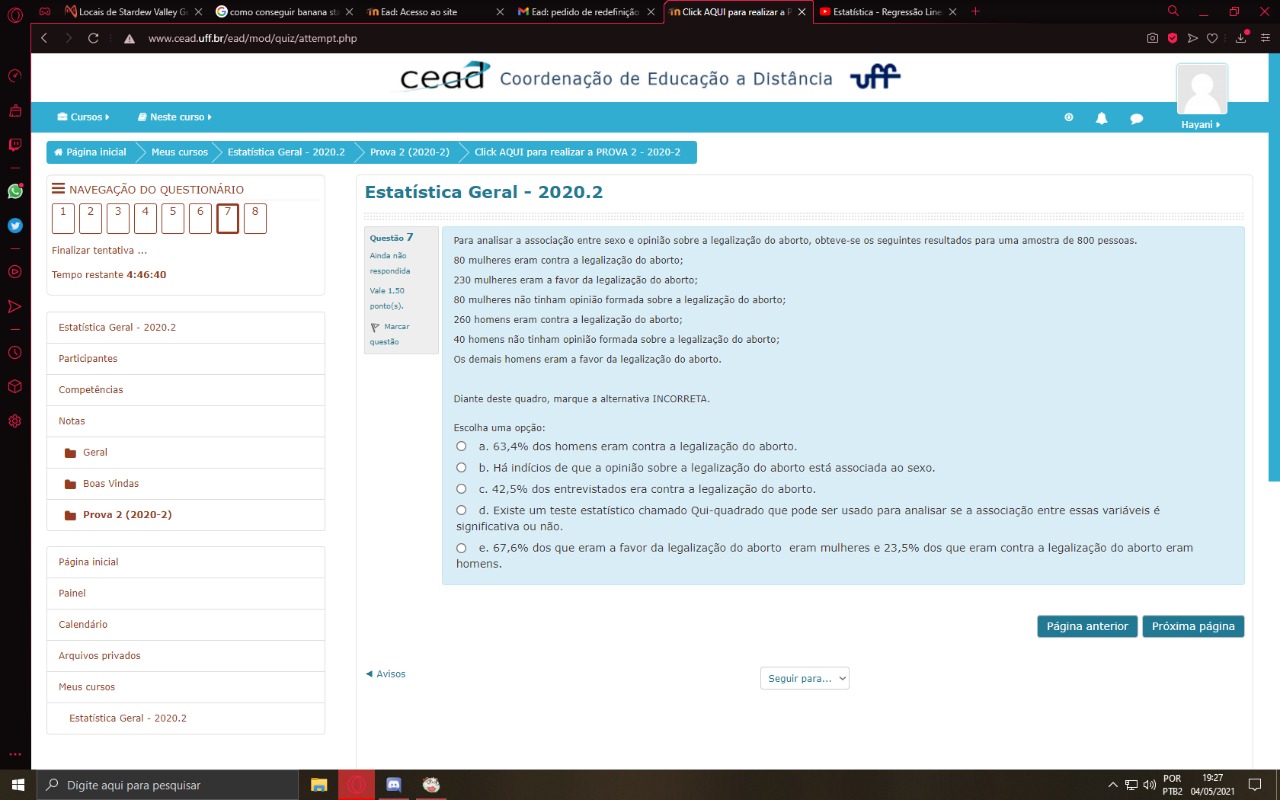 Locais de Stardew Valley G
como conseguir banana sta
Ead: Acesso ao site
Ead: pedido de redefinição
Click AQUI para realizar a P
Estatística - Regressão Line
www.cead.uff.br/ead/mod/quiz/attempt.php
cead Coordenação de Educação a Distância uff
Cursos
Neste curso
Hayani
Página inicial
Meus cursos
Estatística Geral - 2020.2
Prova 2 (2020-2)
Click AQUI para realizar a PROVA 2 - 2020-2
NAVEGAÇÃO DO QUESTIONÁRIO
1 2 3 4 5 6 7 8
Finalizar tentativa ...
Tempo restante 4:46:40
Estatística Geral - 2020.2
Participantes
Competências
Notas
Geral
Boas Vindas
Prova 2 (2020-2)
Página inicial
Painel
Calendário
Arquivos privados
Meus cursos
Estatística Geral - 2020.2
Estatística Geral - 2020.2
Questão 7
Ainda não
respondida
Vale 1,50
ponto(s).
Marcar
questão
Para analisar a associação entre sexo e opinião sobre a legalização do aborto, obteve-se os seguintes resultados para uma amostra de 800 pessoas.
80 mulheres eram contra a legalização do aborto;
230 mulheres eram a favor da legalização do aborto;
80 mulheres não tinham opinião formada sobre a legalização do aborto;
260 homens eram contra a legalização do aborto;
40 homens não tinham opinião formada sobre a legalização do aborto;
Os demais homens eram a favor da legalização do aborto.
Diante deste quadro, marque a alternativa INCORRETA.
Escolha uma opção:
a. 63,4% dos homens eram contra a legalização do aborto.
b. Há indícios de que a opinião sobre a legalização do aborto está associada ao sexo.
c. 42,5% dos entrevistados era contra a legalização do aborto.
d. Existe um teste estatístico chamado Qui-quadrado que pode ser usado para analisar se a associação entre essas variáveis é
significativa ou não.
e. 67,6% dos que eram a favor da legalização do aborto eram mulheres e 23,5% dos que eram contra a legalização do aborto eram
homens.
Página anterior
Próxima página
◄ Avisos
Seguir para...
Digite aqui para pesquisar
POR
PTB2
19:27
04/05/2021